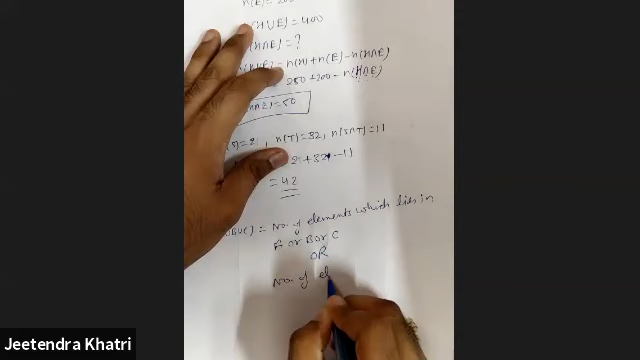 n(E) = 200
(H∪E) = 400
(H∩E) = ?
n(H) + n(E) - n(H∩E)
250 + 200 - n(H∩E)
= 50
= 21, n(T) = 32, n(S∩T) = 11
21 + 32 - 11
= 42
= No. of elements which lies in
A or B or C
OR
No. of el
Jeetendra Khatri